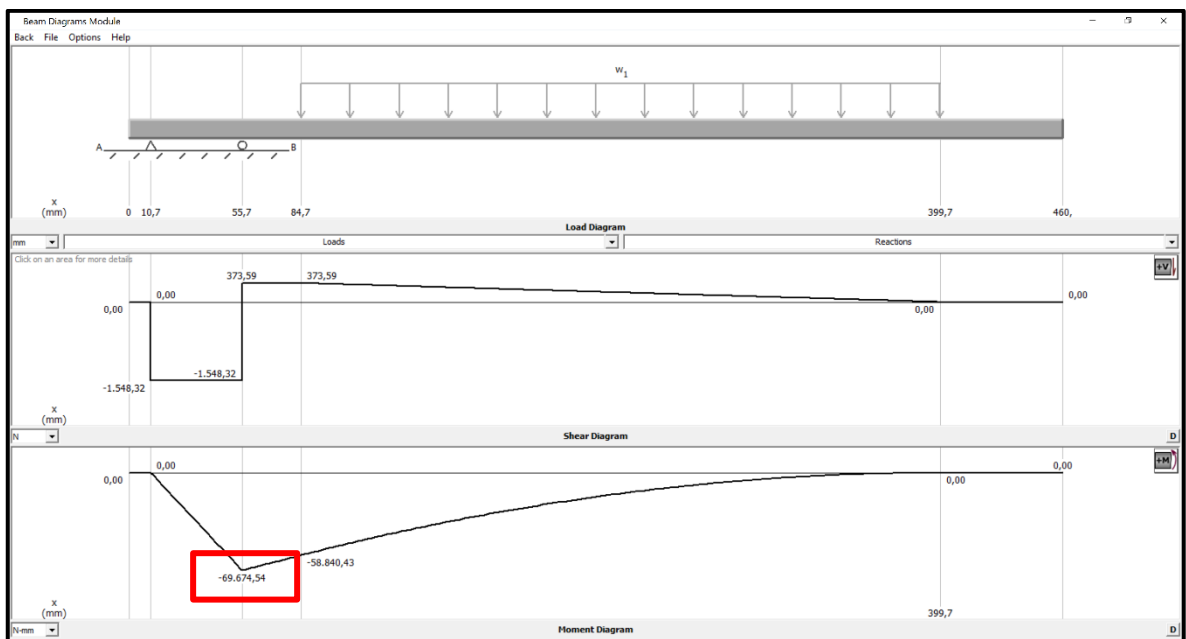 Beam Diagrams Module
Back File Options Help
w1
A
B
x
(mm)
0 10,7 55,7 84,7 399,7 460,
Load Diagram
mm Loads Reactions
Click on an area for more details
+V
373,59 373,59
0,00 0,00 0,00 0,00
-1.548,32
-1.548,32
x
(mm)
N Shear Diagram D
+M
0,00 0,00
0,00 0,00
-58.840,43
-69.674,54
x
(mm)
399,7
N-mm Moment Diagram D